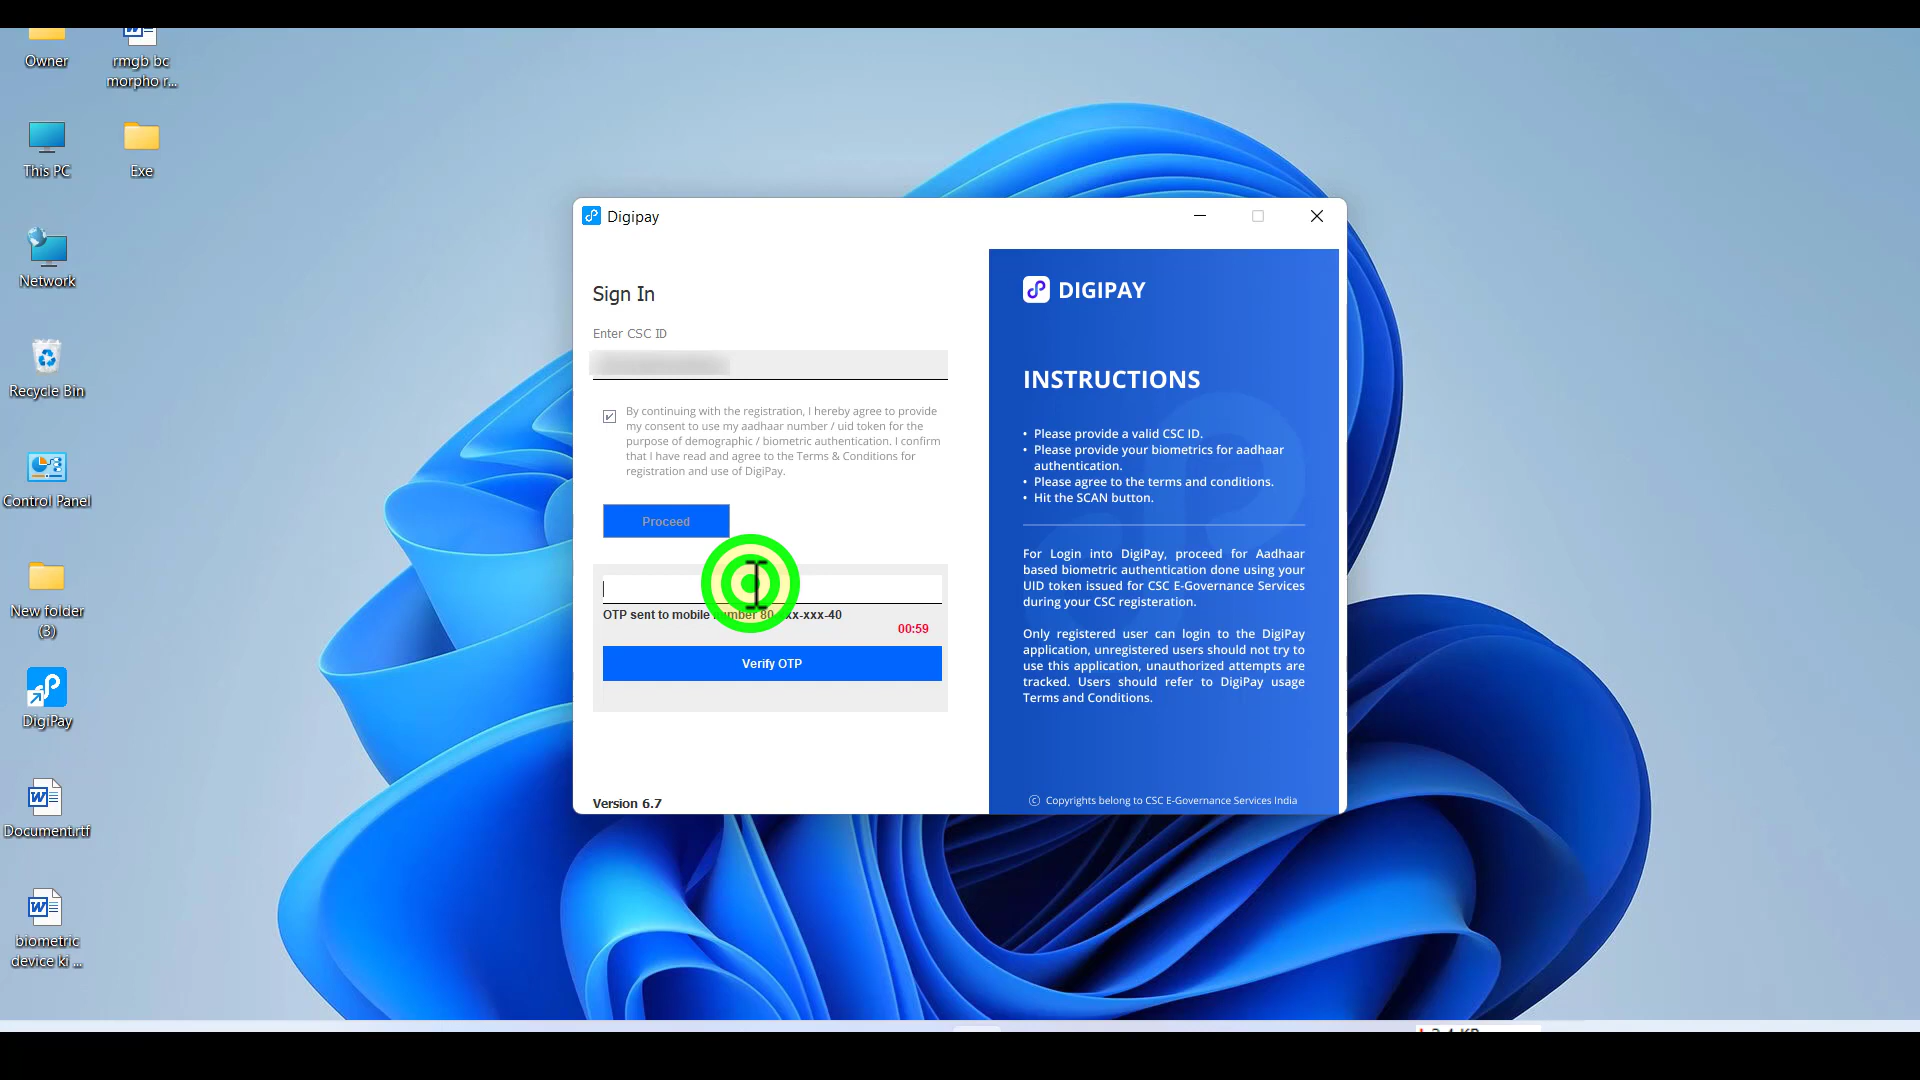 Owner
rmgb bc
morpho r...
This PC
Exe
Network
Recycle Bin
Control Panel
New folder
(3)
DigiPay
Document.rtf
biometric
device ki ...
Digipay
Sign In
Enter CSC ID
By continuing with the registration, I hereby agree to provide
my consent to use my aadhaar number / uid token for the
purpose of demographic / biometric authentication. I confirm
that I have read and agree to the Terms & Conditions for
registration and use of DigiPay.
Proceed
OTP sent to mobile number 80-xxx-xxx-40
00:59
Verify OTP
Version 6.7
DIGIPAY
INSTRUCTIONS
• Please provide a valid CSC ID.
• Please provide your biometrics for aadhaar
authentication.
• Please agree to the terms and conditions.
• Hit the SCAN button.
For Login into DigiPay, proceed for Aadhaar
based biometric authentication done using your
UID token issued for CSC E-Governance Services
during your CSC registeration.
Only registered user can login to the DigiPay
application, unregistered users should not try to
use this application, unauthorized attempts are
tracked. Users should refer to DigiPay usage
Terms and Conditions.
© Copyrights belong to CSC E-Governance Services India